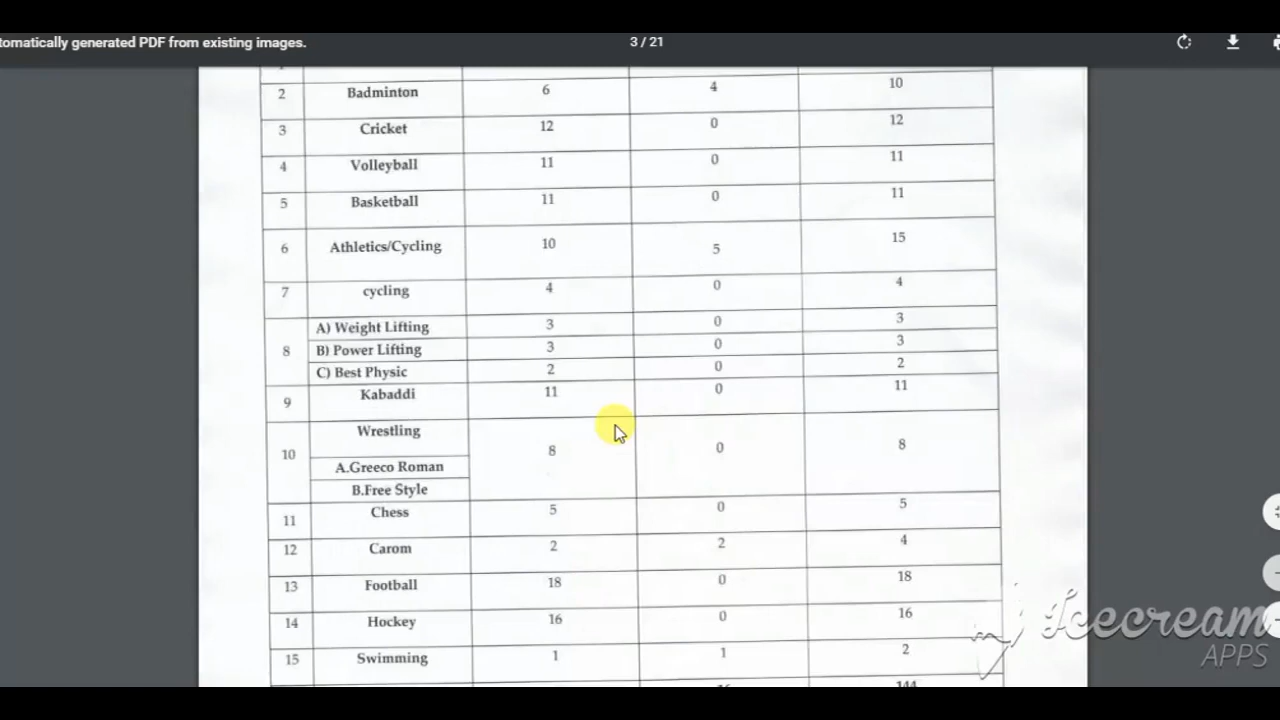 tomatically generated PDF from existing images.
3 / 21
2 Badminton 6 4 10
3 Cricket 12 0 12
4 Volleyball 11 0 11
5 Basketball 11 0 11
6 Athletics/Cycling 10 5 15
7 cycling 4 0 4
8 A) Weight Lifting 3 0 3
B) Power Lifting 3 0 3
C) Best Physic 2 0 2
9 Kabaddi 11 0 11
10 Wrestling 8 0 8
A.Greeco Roman
B.Free Style
11 Chess 5 0 5
12 Carom 2 2 4
13 Football 18 0 18
14 Hockey 16 0 16
15 Swimming 1 1 2
144
Icecream
APPS